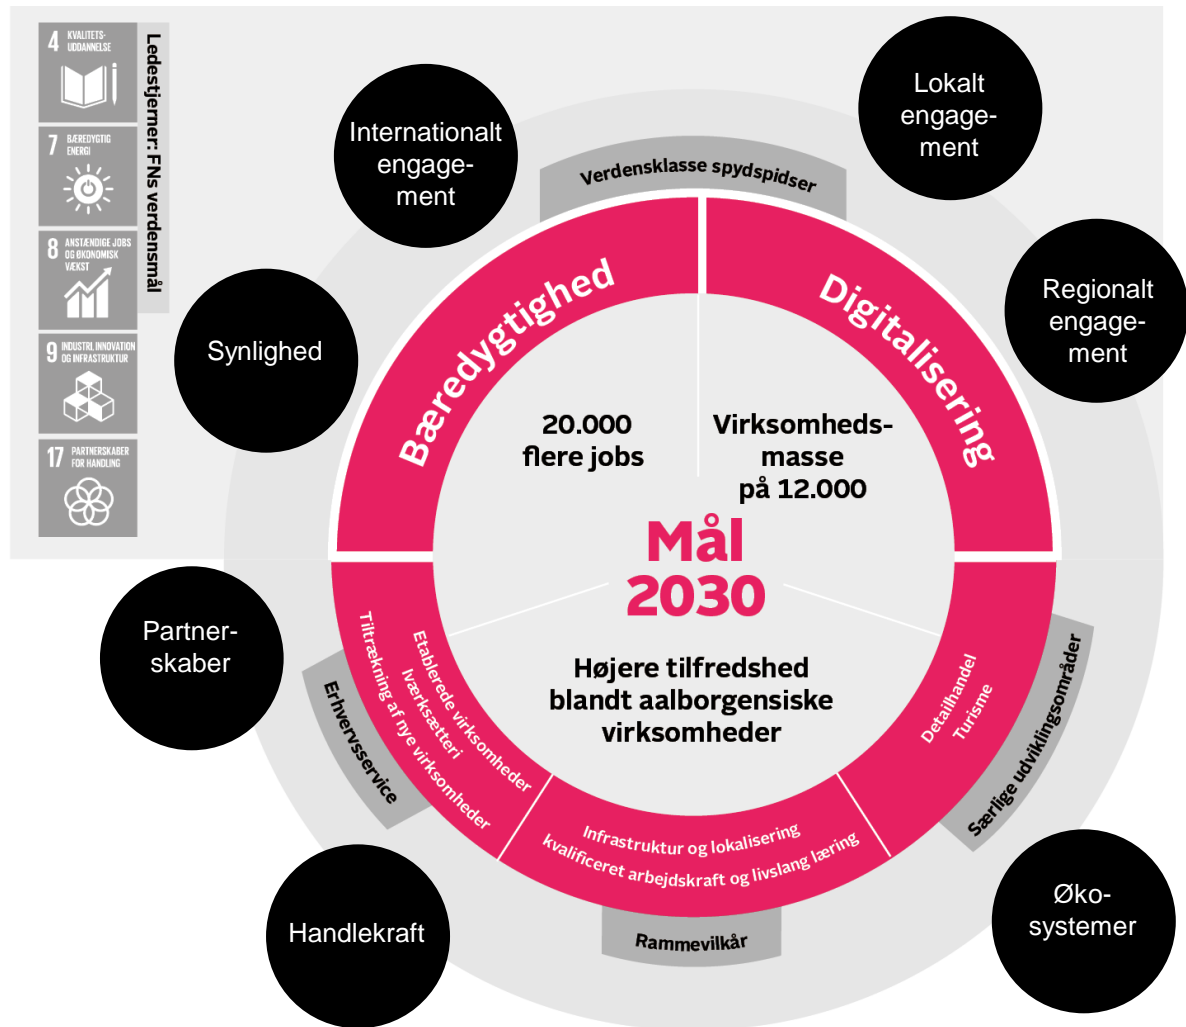 4 KVALITETS-
UDDANNELSE
7 BÆREDYGTIG
ENERGI
8 ANSTÆNDIGE JOBS
OG ØKONOMISK
VÆKST
9 INDUSTRI, INNOVATION
OG INFRASTRUKTUR
17 PARTNERSKABER
FOR HANDLING
Ledestjerner: FNs verdensmål
Internationalt
engage-
ment
Lokalt
engage-
ment
Verdensklasse spydspidser
Synlighed
Regionalt
engage-
ment
Bæredygtighed
Digitalisering
20.000
flere jobs
Virksomheds-
masse
på 12.000
Mål
2030
Højere tilfredshed
blandt aalborgensiske
virksomheder
Partner-
skaber
Etablerede virksomheder
Iværksætteri
Tiltrækning af nye virksomheder
Erhvervsservice
Detailhandel
Turisme
Særlige udviklingsområder
Infrastruktur og lokalisering
kvalificeret arbejdskraft og livslang læring
Rammevilkår
Handlekraft
Øko-
systemer